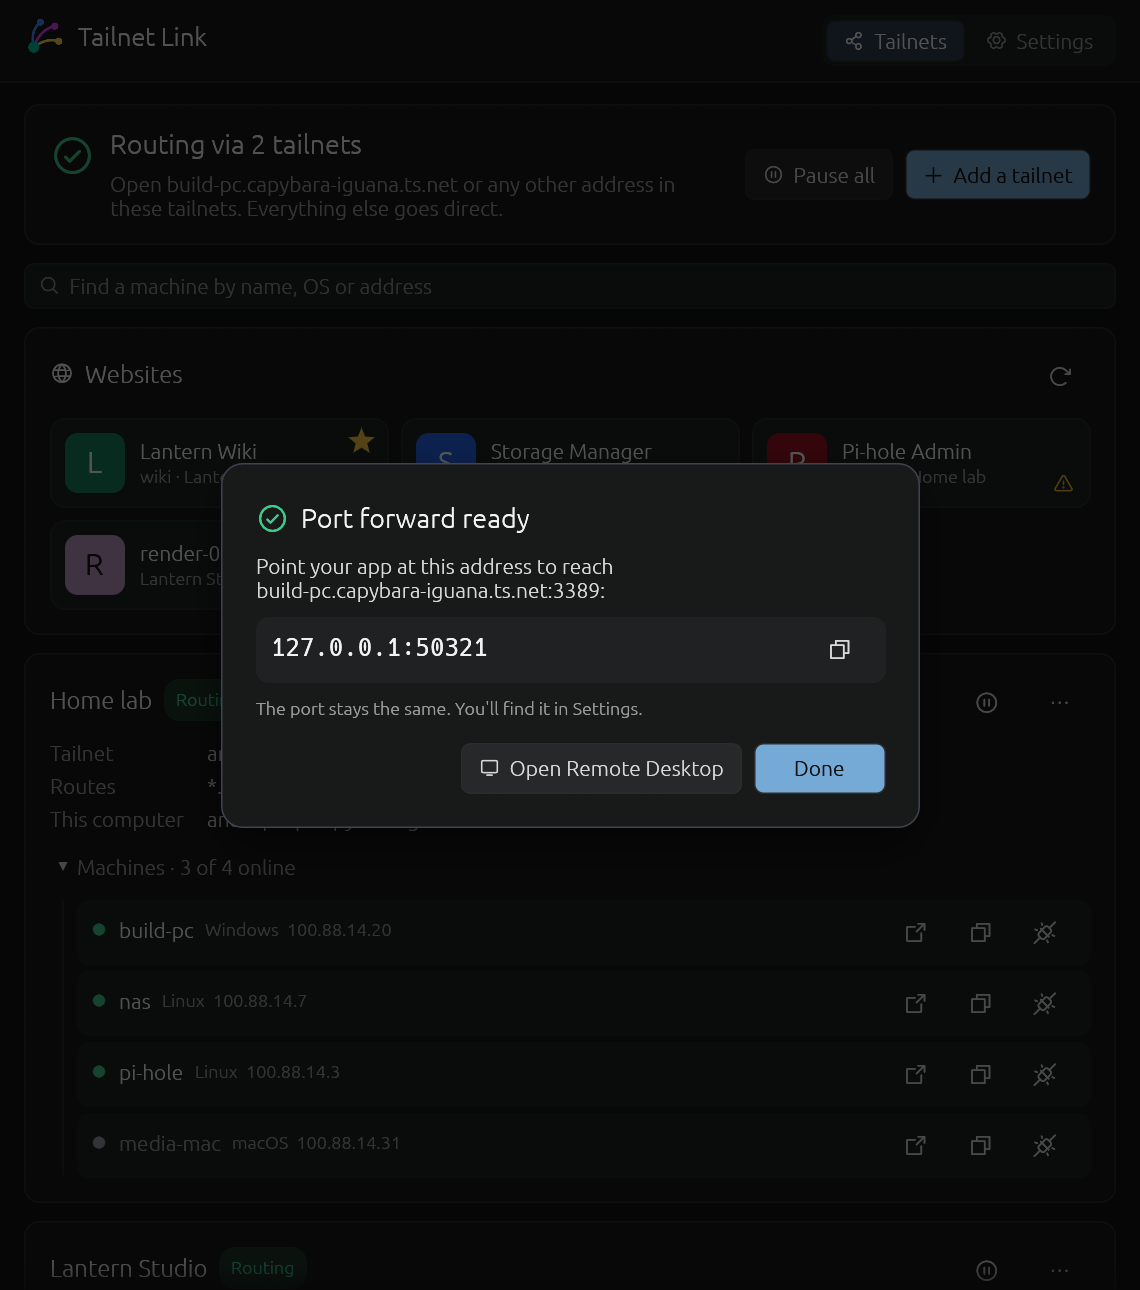 Tailnet Link
Tailnets
Settings
Routing via 2 tailnets
Open build-pc.capybara-iguana.ts.net or any other address in
these tailnets. Everything else goes direct.
Pause all
Add a tailnet
Find a machine by name, OS or address
Websites
L
Lantern Wiki
wiki ·
S
Storage Manager
Pi-hole Admin
Home lab
R
Port forward ready
Point your app at this address to reach
build-pc.capybara-iguana.ts.net:3389:
127.0.0.1:50321
The port stays the same. You'll find it in Settings.
Open Remote Desktop
Done
Home lab
Tailnet
Routes
This computer
Machines · 3 of 4 online
build-pc Windows 100.88.14.20
nas Linux 100.88.14.7
pi-hole Linux 100.88.14.3
media-mac macOS 100.88.14.31
Lantern Studio
Routing